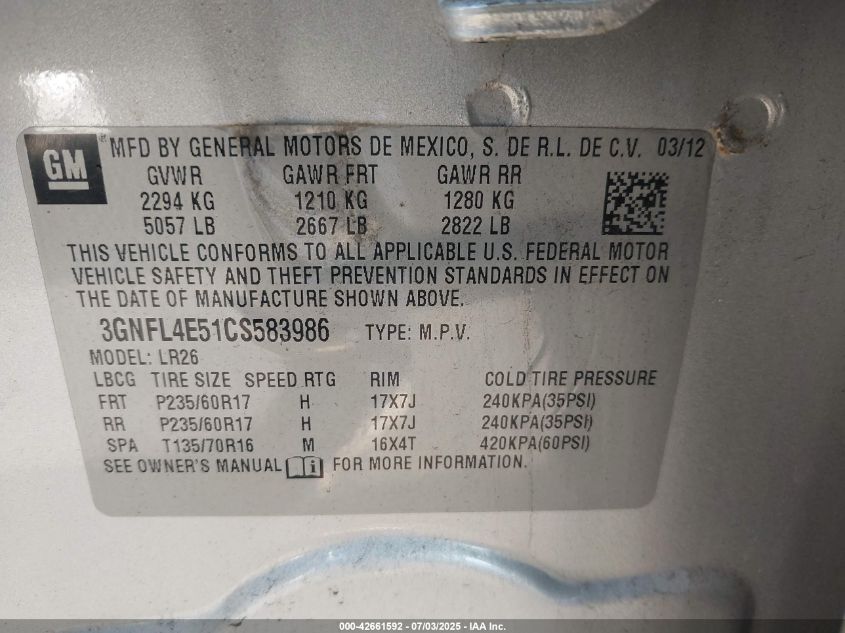 GM ® MFD BY GENERAL MOTORS DE MEXICO, S. DE R.L. DE C.V. 03/12
GVWR GAWR FRT GAWR RR
2294 KG 1210 KG 1280 KG
5057 LB 2667 LB 2822 LB
THIS VEHICLE CONFORMS TO ALL APPLICABLE U.S. FEDERAL MOTOR
VEHICLE SAFETY AND THEFT PREVENTION STANDARDS IN EFFECT ON
THE DATE OF MANUFACTURE SHOWN ABOVE.
3GNFL4E51CS583986 TYPE: M.P.V.
MODEL: LR26
LBCG TIRE SIZE SPEED RTG RIM COLD TIRE PRESSURE
FRT P235/60R17 H 17X7J 240KPA(35PSI)
RR P235/60R17 H 17X7J 240KPA(35PSI)
SPA T135/70R16 M 16X4T 420KPA(60PSI)
SEE OWNER'S MANUAL i FOR MORE INFORMATION.
000-42661592 - 07/03/2025 - IAA Inc.